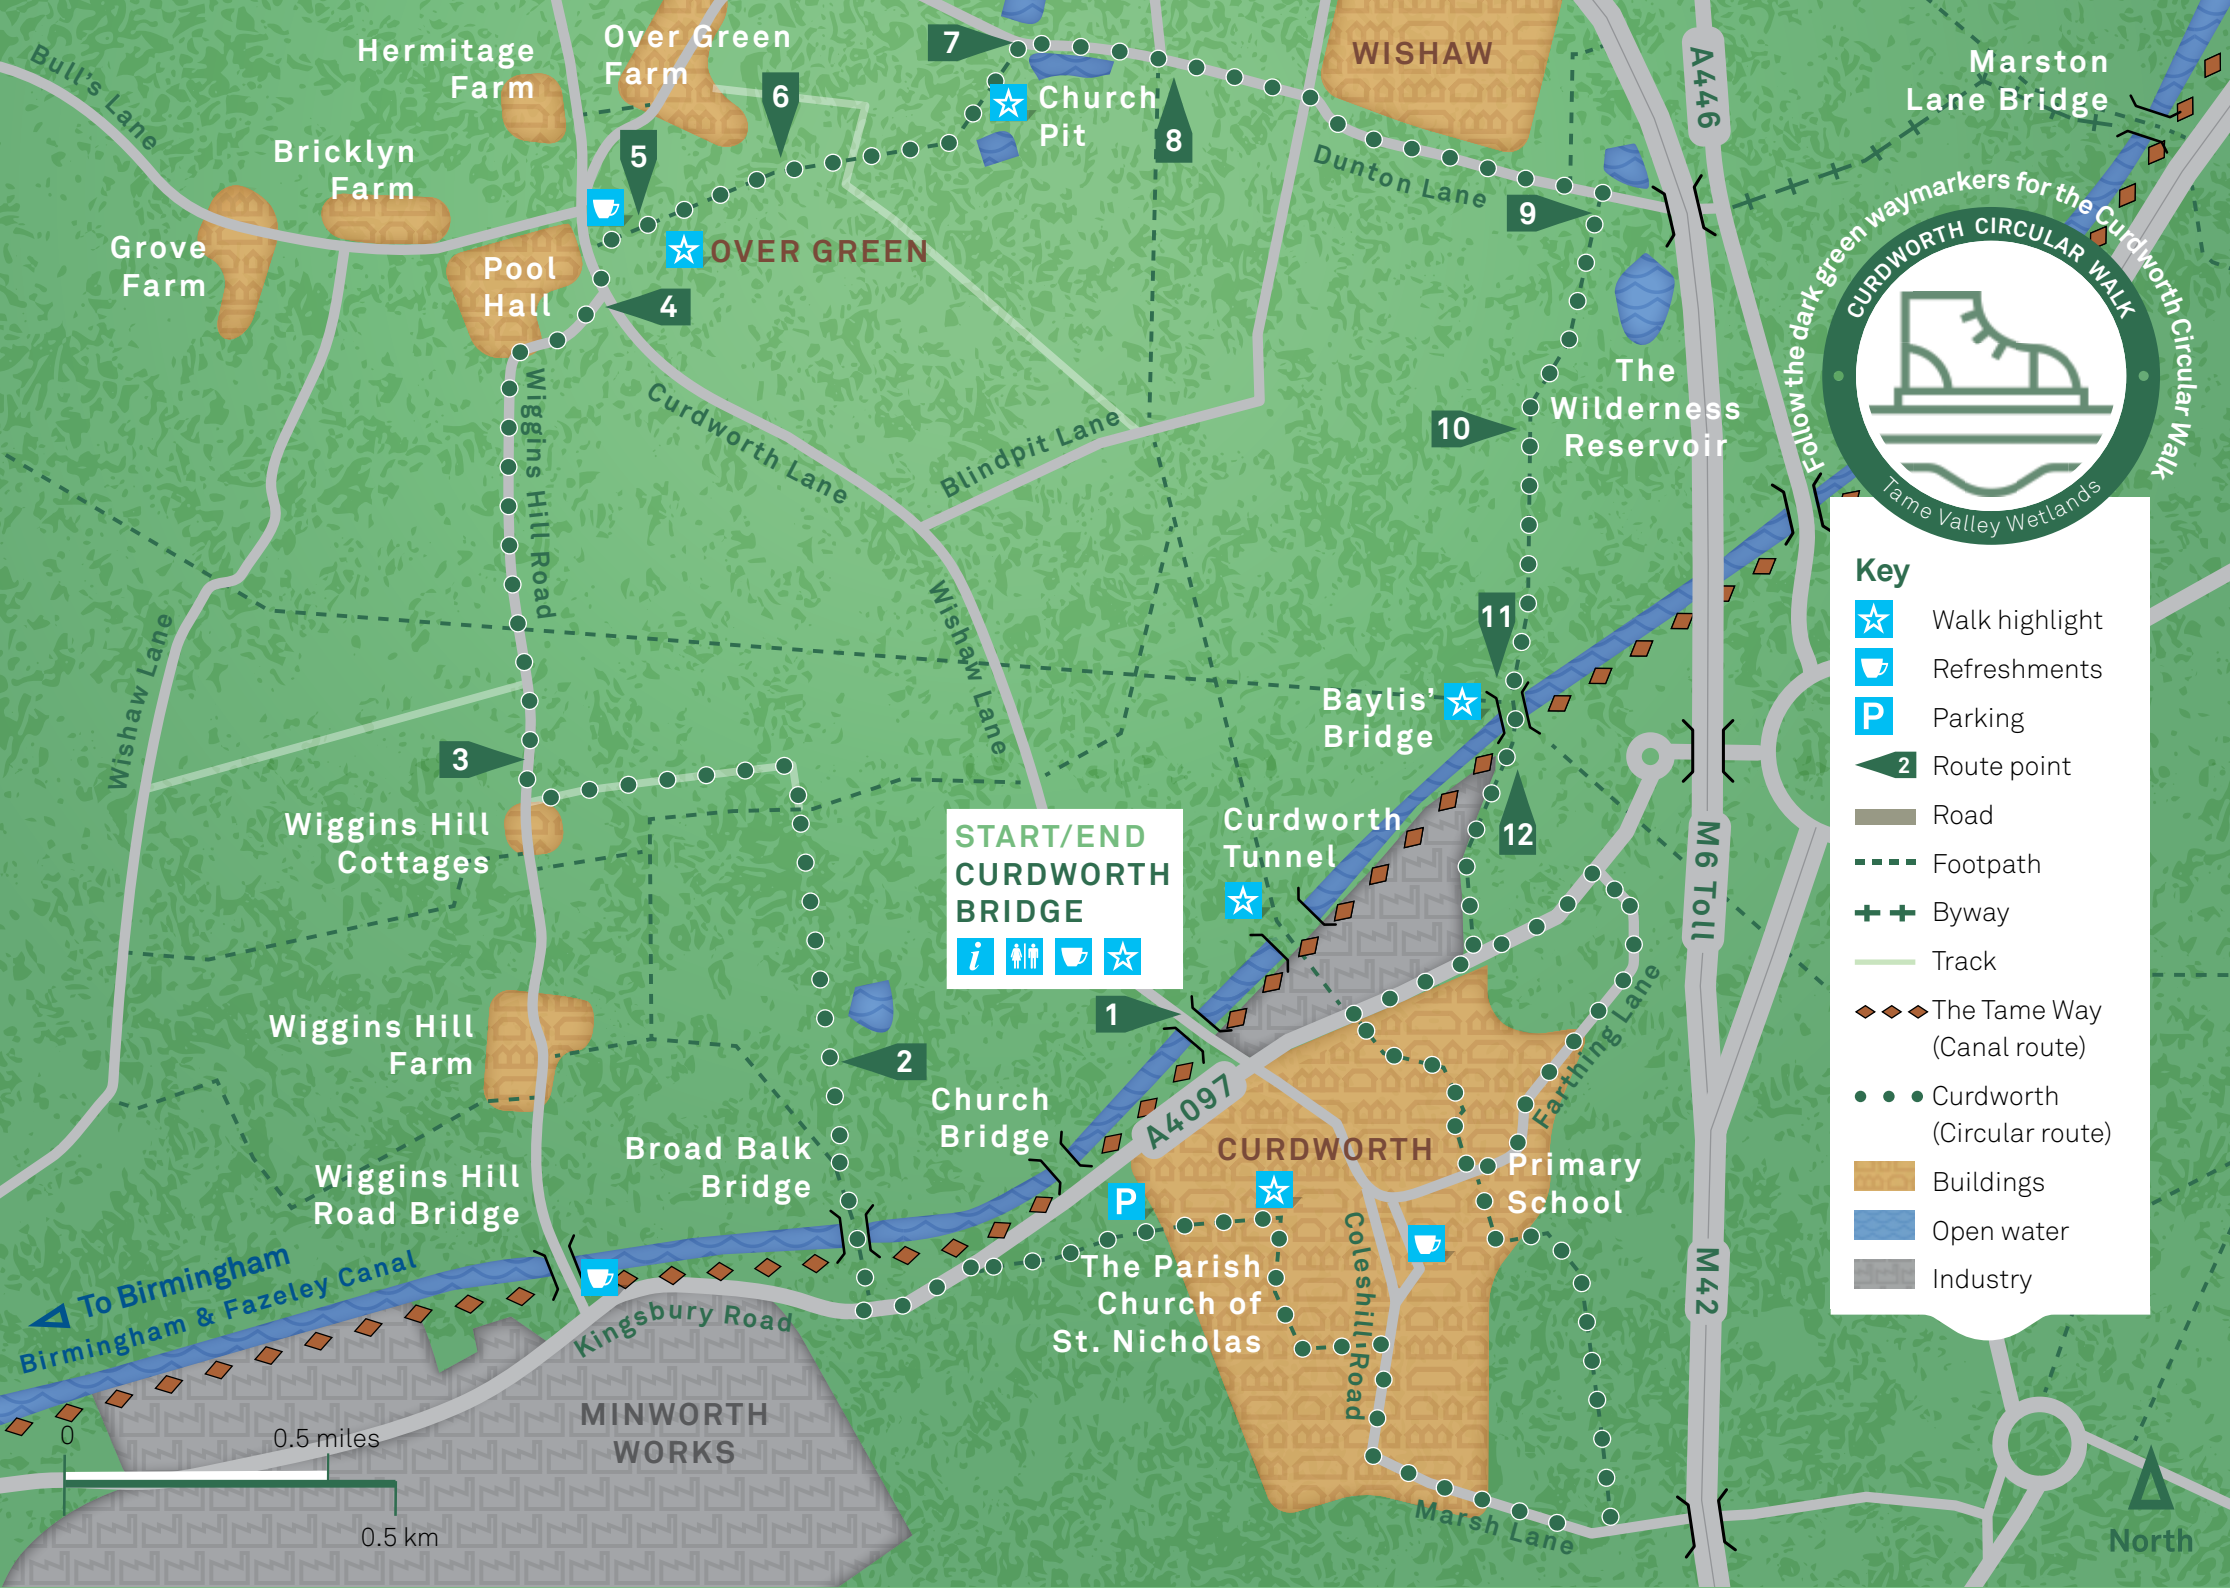 Bull's Lane
Hermitage
Farm
Over Green
Farm
7
WISHAW
A446
Marston
Lane Bridge
6
Church
Pit
8
Bricklyn
Farm
5
Dunton Lane
9
Grove
Farm
OVER GREEN
Pool
Hall
4
Follow the dark green waymarkers for the Curdworth Circular Walk
CURDWORTH CIRCULAR WALK
Tame Valley Wetlands
Wiggins Hill Road
Curdworth Lane
Blindpit Lane
The
Wilderness
Reservoir
10
11
Wishaw Lane
Wishaw Lane
Baylis'
Bridge
3
12
Wiggins Hill
Cottages
START/END
CURDWORTH
BRIDGE
i
Curdworth
Tunnel
M6 Toll
1
2
Wiggins Hill
Farm
Farthing Lane
Church
Bridge
A4097
CURDWORTH
Broad Balk
Bridge
Wiggins Hill
Road Bridge
P
Primary
School
Coleshill Road
M42
To Birmingham
Birmingham & Fazeley Canal
Kingsbury Road
The Parish
Church of
St. Nicholas
MINWORTH
WORKS
Marsh Lane
0
0.5 miles
0.5 km
Key
Walk highlight
Refreshments
P Parking
2 Route point
Road
Footpath
Byway
Track
The Tame Way
(Canal route)
Curdworth
(Circular route)
Buildings
Open water
Industry
North